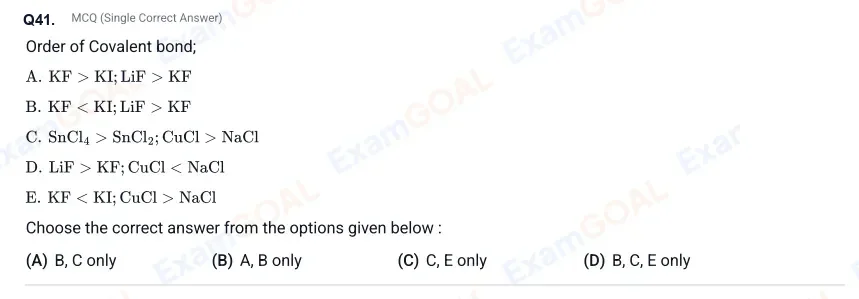 Q41. MCQ (Single Correct Answer)
Order of Covalent bond;
A. KF > KI; LiF > KF
B. KF < KI; LiF > KF
C. SnCl₄ > SnCl₂; CuCl > NaCl
D. LiF > KF; CuCl < NaCl
E. KF < KI; CuCl > NaCl
Choose the correct answer from the options given below :
(A) B, C only (B) A, B only (C) C, E only (D) B, C, E only